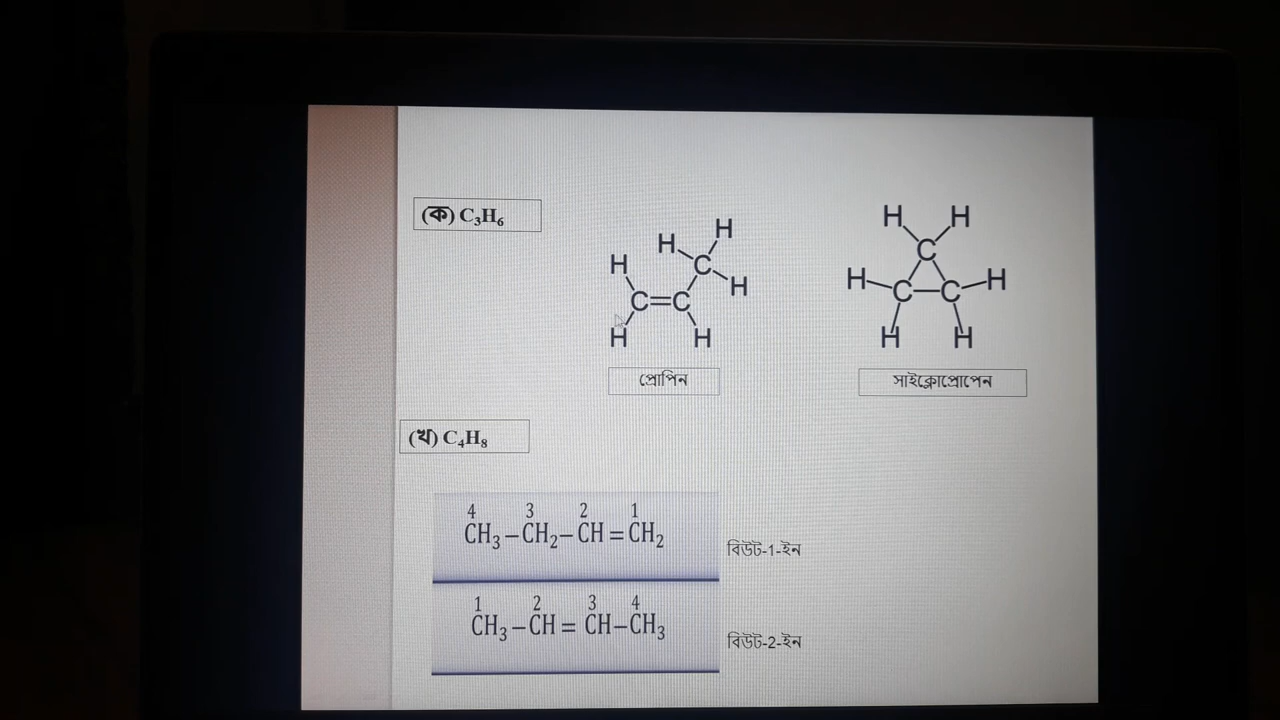 (ক) C₃H₆
H H
H H
C
C
C=C
H
H
H H
প্রোপিন
H H
C
H C C H
H H
সাইক্লোপ্রোপেন
(খ) C₄H₈
4 3 2 1
CH₃–CH₂–CH=CH₂
বিউট-1-ইন
1 2 3 4
CH₃–CH=CH–CH₃
বিউট-2-ইন